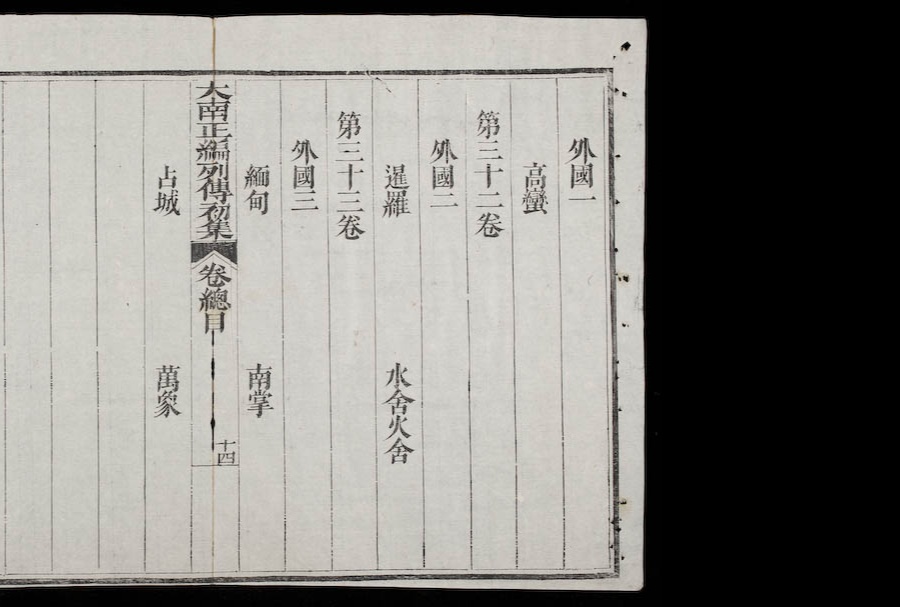 外國一
高蠻
第三十二卷
外國二
暹羅 水舍火舍
第三十三卷
外國三
緬甸 南掌
大南正編列傳初集 卷總目 十四
占城 萬象